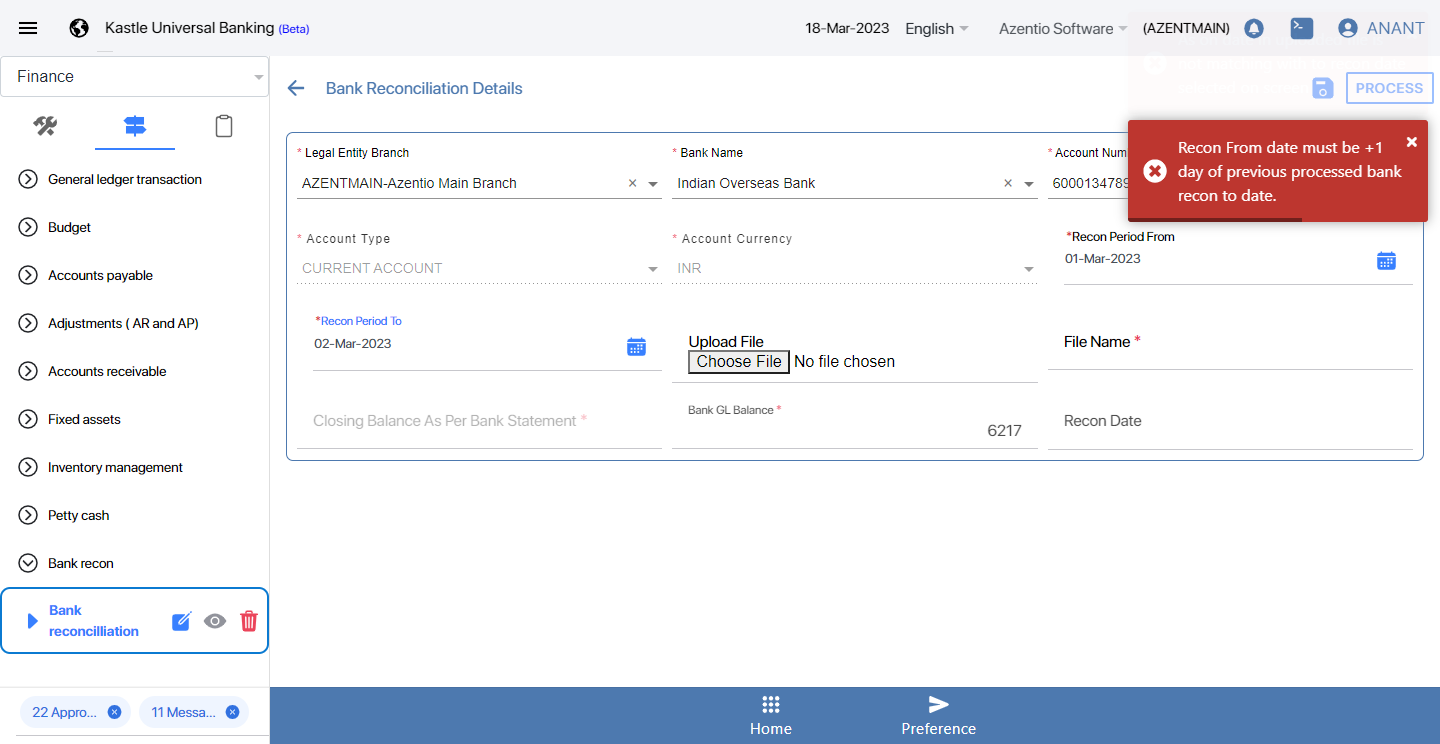 Kastle Universal Banking (Beta)
18-Mar-2023
English
Azentio Software
(AZENTMAIN)
ANANT
Finance
Bank Reconciliation Details
PROCESS
Recon From date must be +1
day of previous processed bank
recon to date.
General ledger transaction
Budget
Accounts payable
Adjustments ( AR and AP)
Accounts receivable
Fixed assets
Inventory management
Petty cash
Bank recon
Bank
reconcilliation
22 Appro...
11 Messa...
* Legal Entity Branch
AZENTMAIN-Azentio Main Branch
* Bank Name
Indian Overseas Bank
* Account Num
6000134789
* Account Type
CURRENT ACCOUNT
* Account Currency
INR
*Recon Period From
01-Mar-2023
*Recon Period To
02-Mar-2023
Upload File
Choose File No file chosen
File Name *
Closing Balance As Per Bank Statement *
Bank GL Balance *
6217
Recon Date
Home
Preference